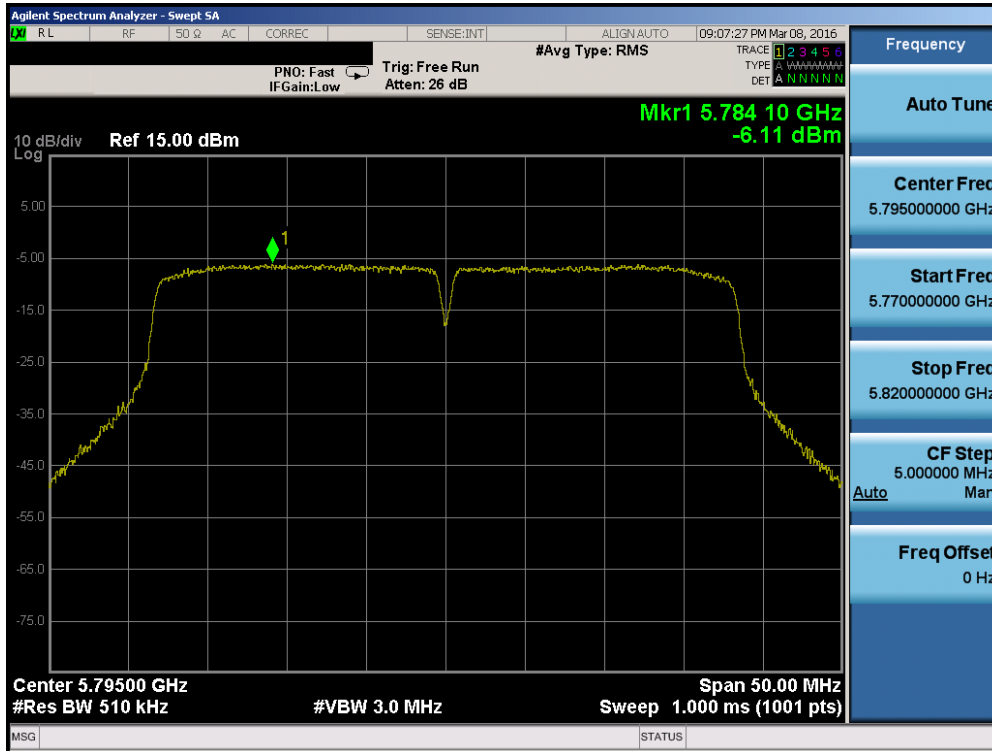 Agilent Spectrum Analyzer - Swept SA
LXI RL RF 50 Ω AC CORREC SENSE:INT ALIGN AUTO 09:07:27 PM Mar 08, 2016
PNO: Fast
IFGain:Low
Trig: Free Run
Atten: 26 dB
#Avg Type: RMS
TRACE 1 2 3 4 5 6
TYPE A WWWWW
DET A N N N N N
Mkr1 5.784 10 GHz
-6.11 dBm
10 dB/div Ref 15.00 dBm
Log
1
5.00
-5.00
-15.0
-25.0
-35.0
-45.0
-55.0
-65.0
-75.0
Center 5.79500 GHz Span 50.00 MHz
#Res BW 510 kHz #VBW 3.0 MHz Sweep 1.000 ms (1001 pts)
MSG STATUS
Frequency
Auto Tune
Center Freq
5.795000000 GHz
Start Freq
5.770000000 GHz
Stop Freq
5.820000000 GHz
CF Step
5.000000 MHz
Auto Man
Freq Offset
0 Hz